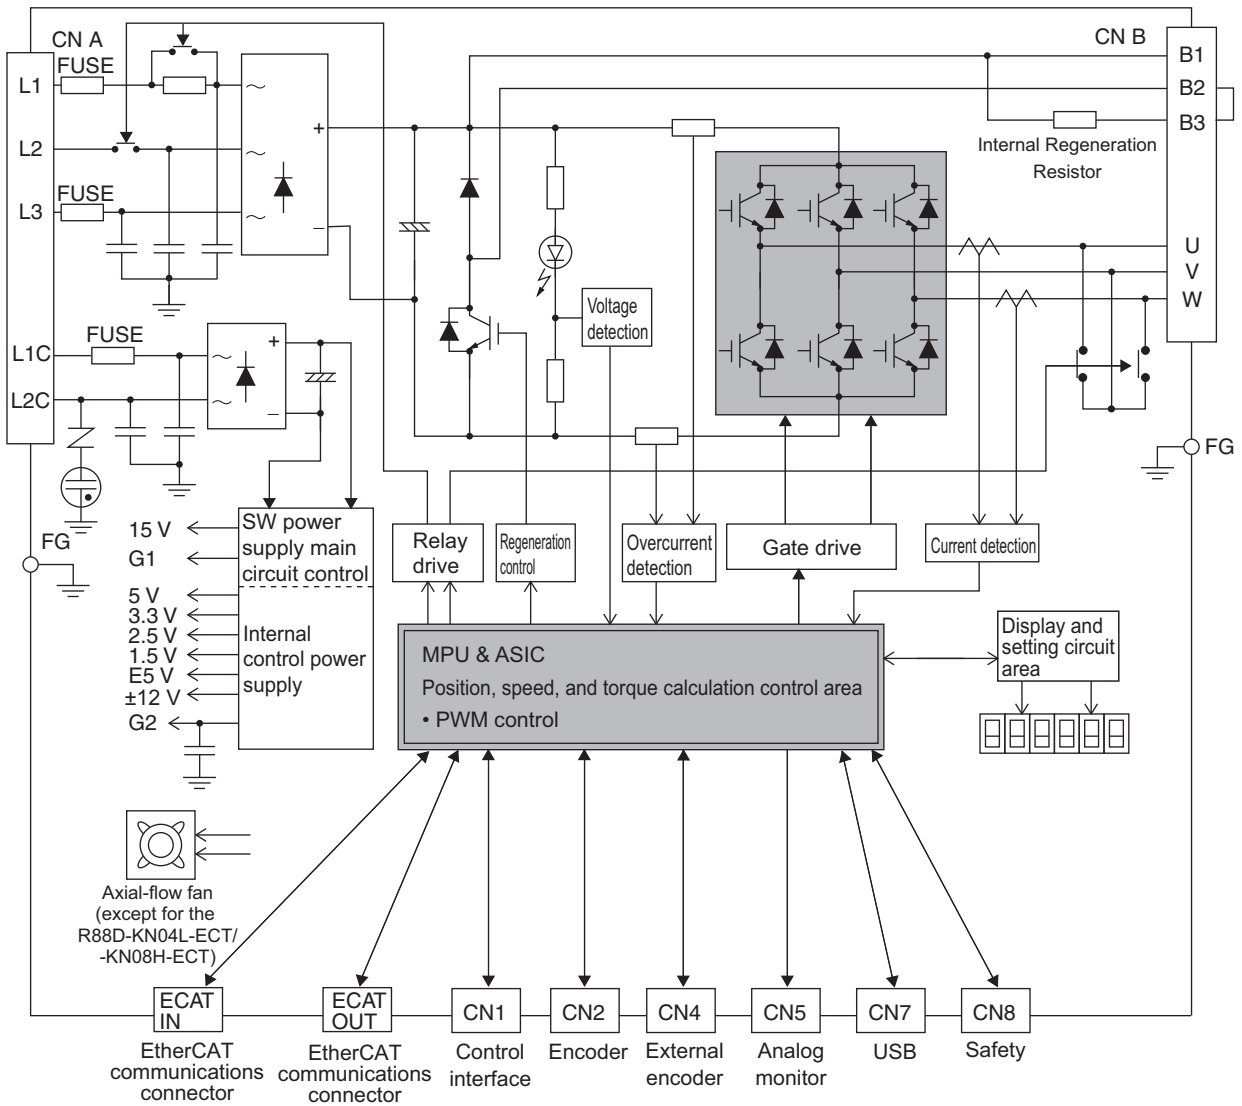 CN A
FUSE
L1
L2
FUSE
L3
FUSE
L1C
L2C
CN B
B1
B2
B3
Internal Regeneration
Resistor
U
V
W
FG
+
−
+
−
Voltage
detection
FG
15 V
G1
5 V
3.3 V
2.5 V
1.5 V
E5 V
±12 V
G2
SW power
supply main
circuit control
Internal
control power
supply
Relay
drive
Regeneration
control
Overcurrent
detection
Gate drive
Current detection
MPU & ASIC
Position, speed, and torque calculation control area
• PWM control
Display and
setting circuit
area
Axial-flow fan
(except for the
R88D-KN04L-ECT/
-KN08H-ECT)
ECAT
IN
EtherCAT
communications
connector
ECAT
OUT
EtherCAT
communications
connector
CN1
Control
interface
CN2
Encoder
CN4
External
encoder
CN5
Analog
monitor
CN7
USB
CN8
Safety